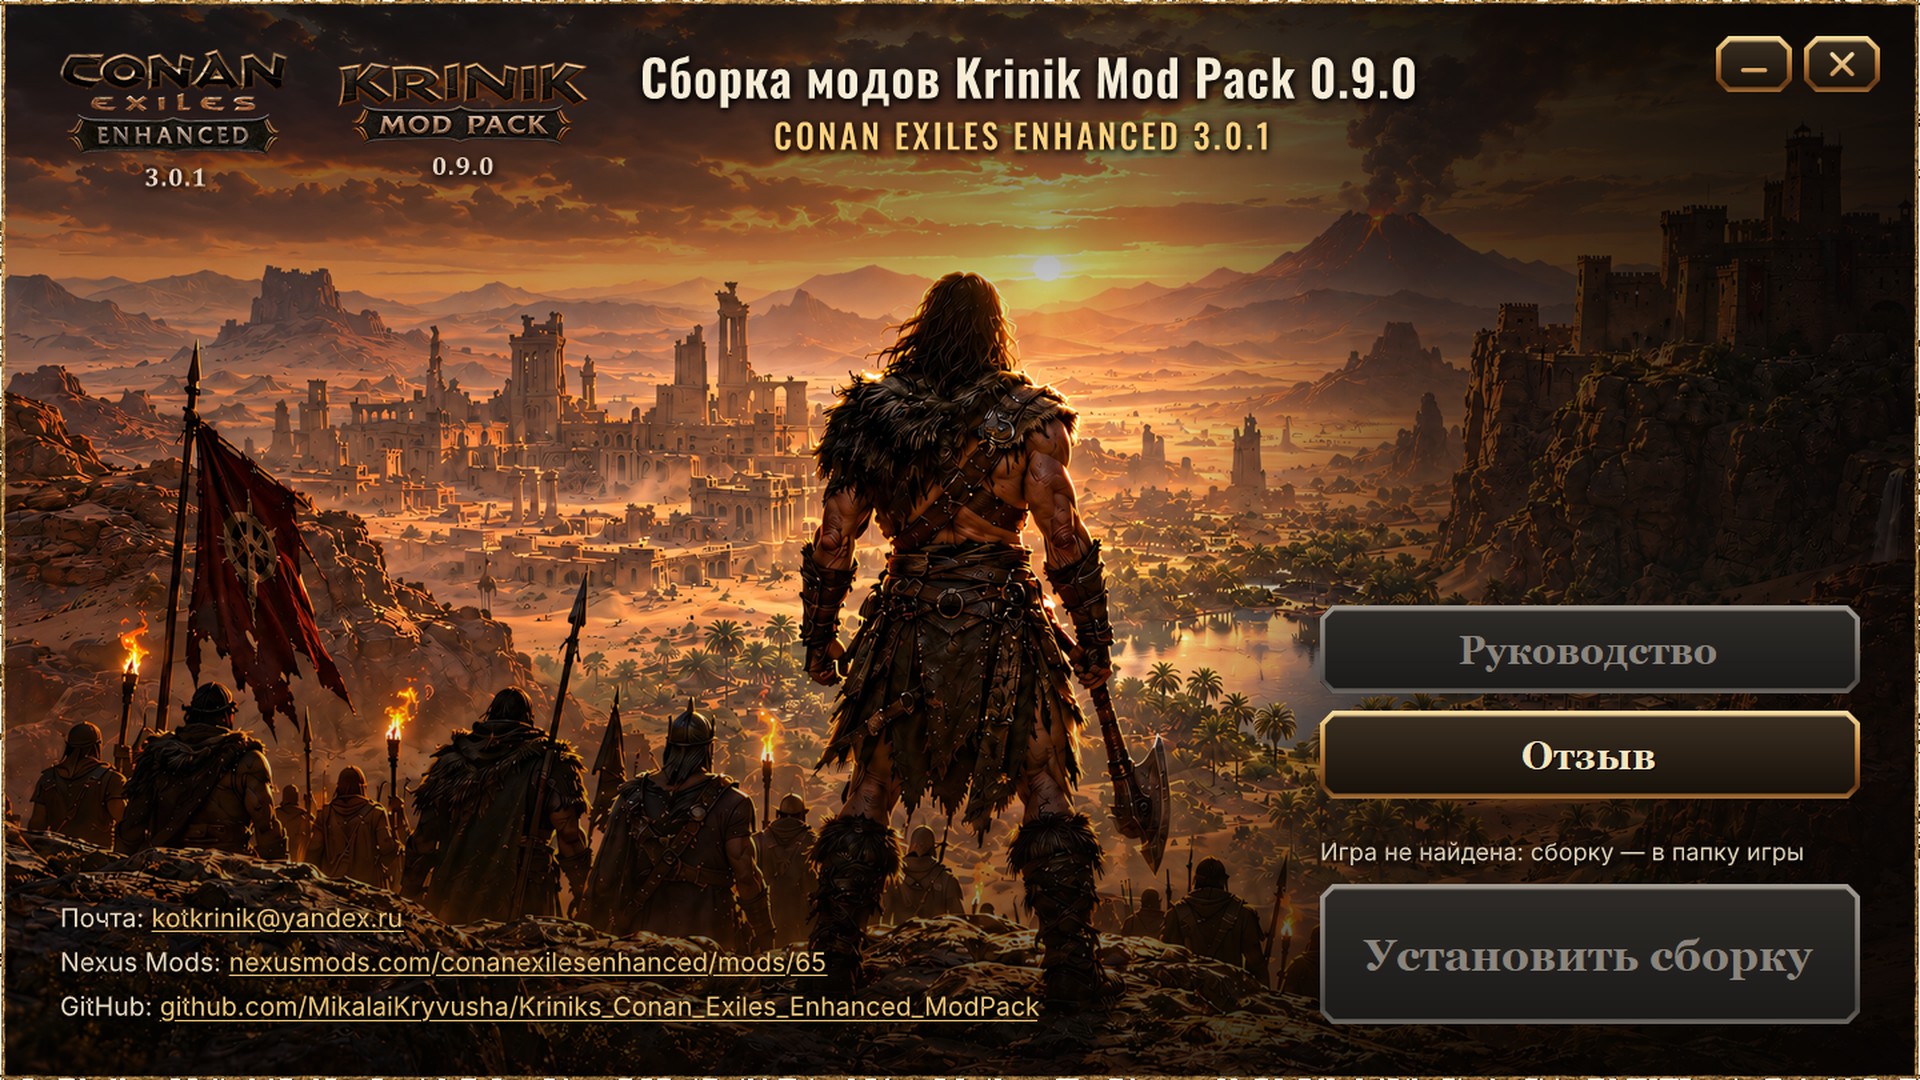 CONAN
EXILES
ENHANCED
3.0.1
KRINIK
MOD PACK
0.9.0
Сборка модов Krinik Mod Pack 0.9.0
CONAN EXILES ENHANCED 3.0.1
Руководство
Отзыв
Игра не найдена: сборку — в папку игры
Установить сборку
Почта: kotkrinik@yandex.ru
Nexus Mods: nexusmods.com/conanexilesenhanced/mods/65
GitHub: github.com/MikalaiKryvusha/Kriniks_Conan_Exiles_Enhanced_ModPack